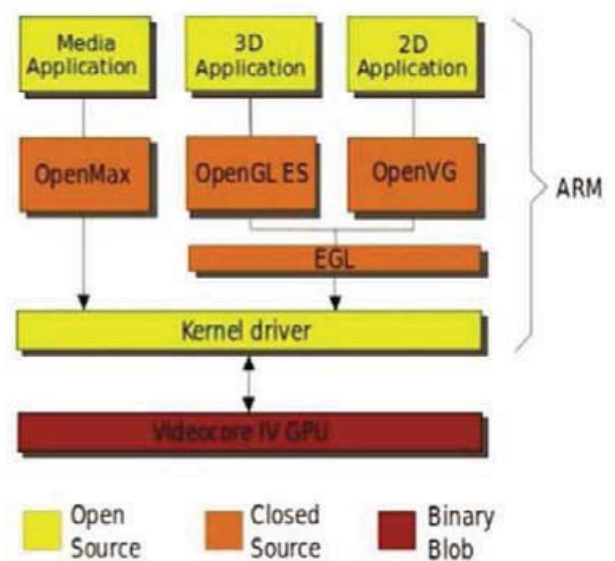 Media
Application
3D
Application
2D
Application
OpenMax
OpenGL ES
OpenVG
ARM
EGL
Kernel driver
Videocore IV GPU
Open
Source
Closed
Source
Binary
Blob